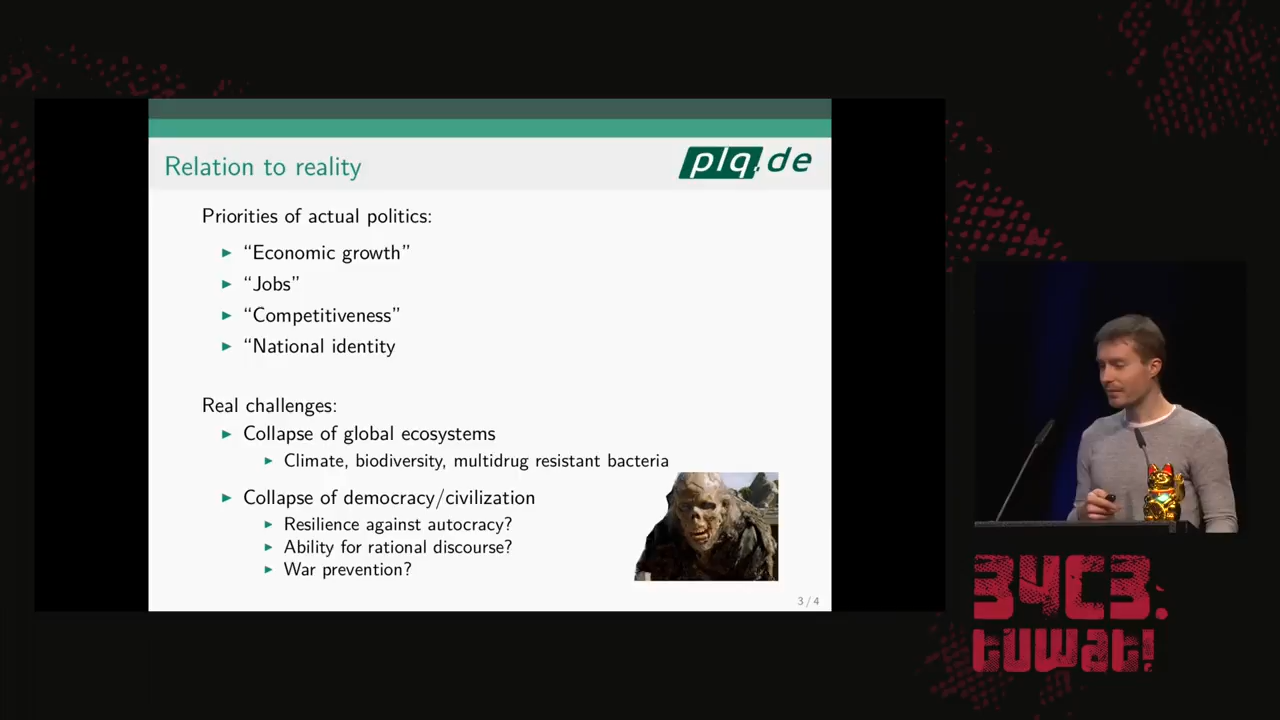 Relation to reality
plq.de
Priorities of actual politics:
“Economic growth”
“Jobs”
“Competitiveness”
“National identity
Real challenges:
Collapse of global ecosystems
Climate, biodiversity, multidrug resistant bacteria
Collapse of democracy/civilization
Resilience against autocracy?
Ability for rational discourse?
War prevention?
3 / 4
34C3.
tuwat!